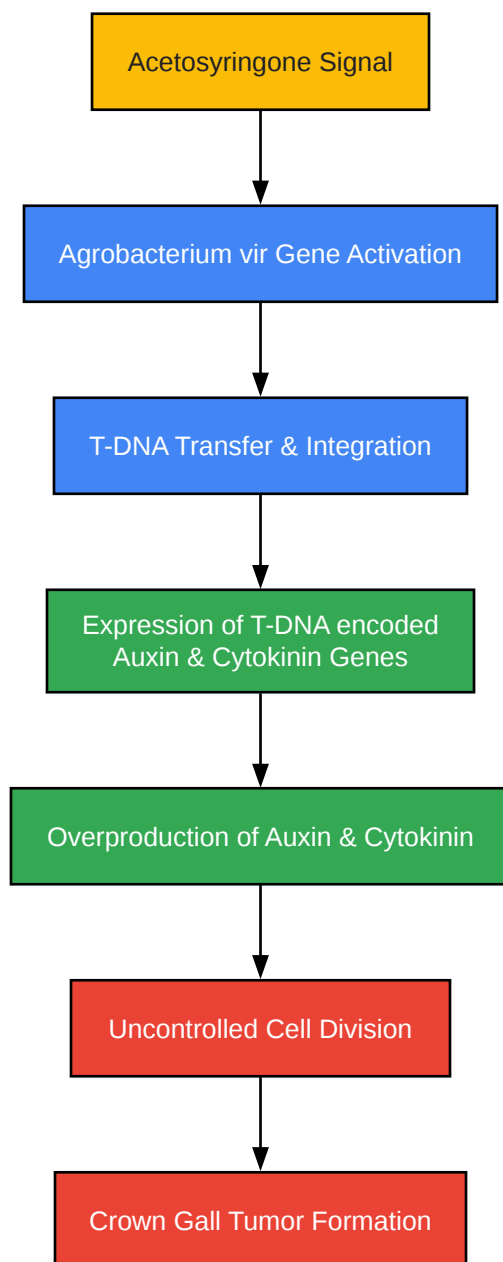 Acetosyringone Signal
Agrobacterium vir Gene Activation
T-DNA Transfer & Integration
Expression of T-DNA encoded
Auxin & Cytokinin Genes
Overproduction of Auxin & Cytokinin
Uncontrolled Cell Division
Crown Gall Tumor Formation